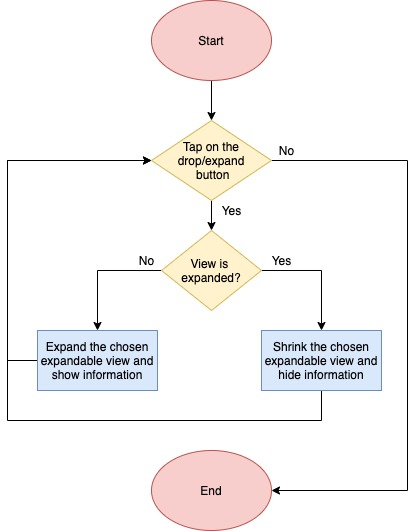 Start
Tap on the
drop/expand
button
No
Yes
View is
expanded?
No
Yes
Expand the chosen
expandable view and
show information
Shrink the chosen
expandable view and
hide information
End